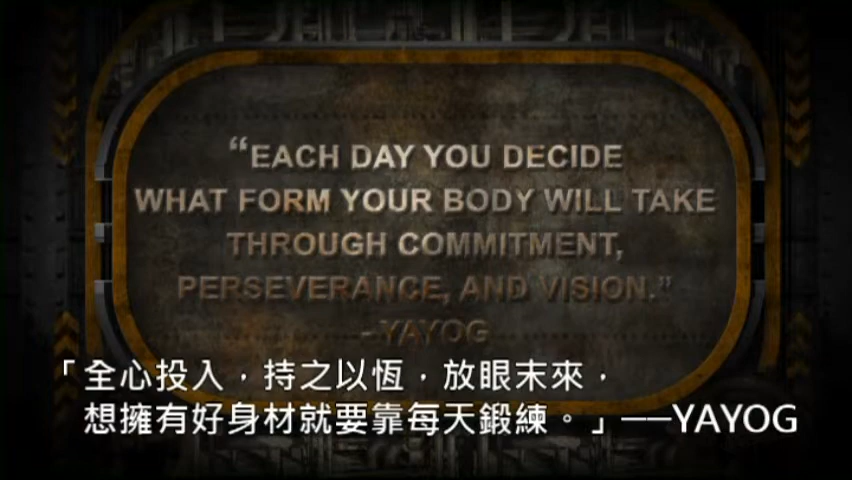 “EACH DAY YOU DECIDE
WHAT FORM YOUR BODY WILL TAKE
THROUGH COMMITMENT,
PERSEVERANCE, AND VISION.”
- YAYOG
「全心投入，持之以恆，放眼末來，
想擁有好身材就要靠每天鍛練。」──YAYOG